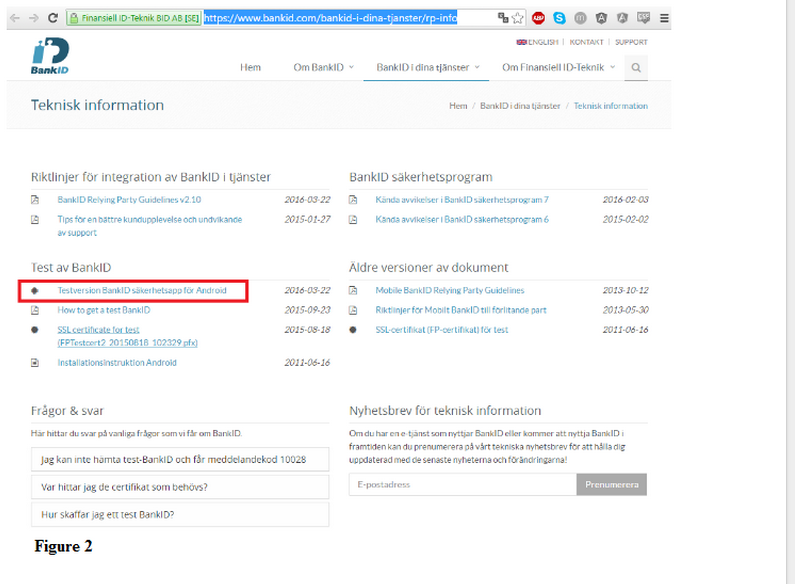 Finansiell ID-Teknik BID AB [SE] https://www.bankid.com/bankid-i-dina-tjanster/rp-info
ENGLISH | KONTAKT | SUPPORT
BankID
Hem Om BankID BankID i dina tjänster Om Finansiell ID-Teknik
Teknisk information
Hem / BankID i dina tjänster / Teknisk information
Riktlinjer för integration av BankID i tjänster
BankID Relying Party Guidelines v2.10 2016-03-22
Tips för en bättre kundupplevelse och undvikande 2015-01-27
av support
BankID säkerhetsprogram
Kända avvikelser i BankID säkerhetsprogram 7 2016-02-03
Kända avvikelser i BankID säkerhetsprogram 6 2015-02-02
Test av BankID
Testversion BankID säkerhetsapp för Android 2016-03-22
How to get a test BankID 2015-09-23
SSL certificate for test 2015-08-18
(FPTestcert2_20150818_102329.pfx)
Installationsinstruktion Android 2011-06-16
Äldre versioner av dokument
Mobile BankID Relying Party Guidelines 2013-10-12
Riktlinjer för Mobilt BankID till förlitande part 2013-05-30
SSL-certifikat (FP-certifikat) för test 2011-06-16
Frågor & svar
Här hittar du svar på vanliga frågor som vi får om BankID.
Jag kan inte hämta test-BankID och får meddelandekod 10028
Var hittar jag de certifikat som behövs?
Hur skaffar jag ett test BankID?
Nyhetsbrev för teknisk information
Om du har en e-tjänst som nyttjar BankID eller kommer att nyttja BankID i
framtiden kan du prenumerera på vårt tekniska nyhetsbrev för att hålla dig
uppdaterad med de senaste nyheterna och förändringarna!
E-postadress Prenumerera
Figure 2